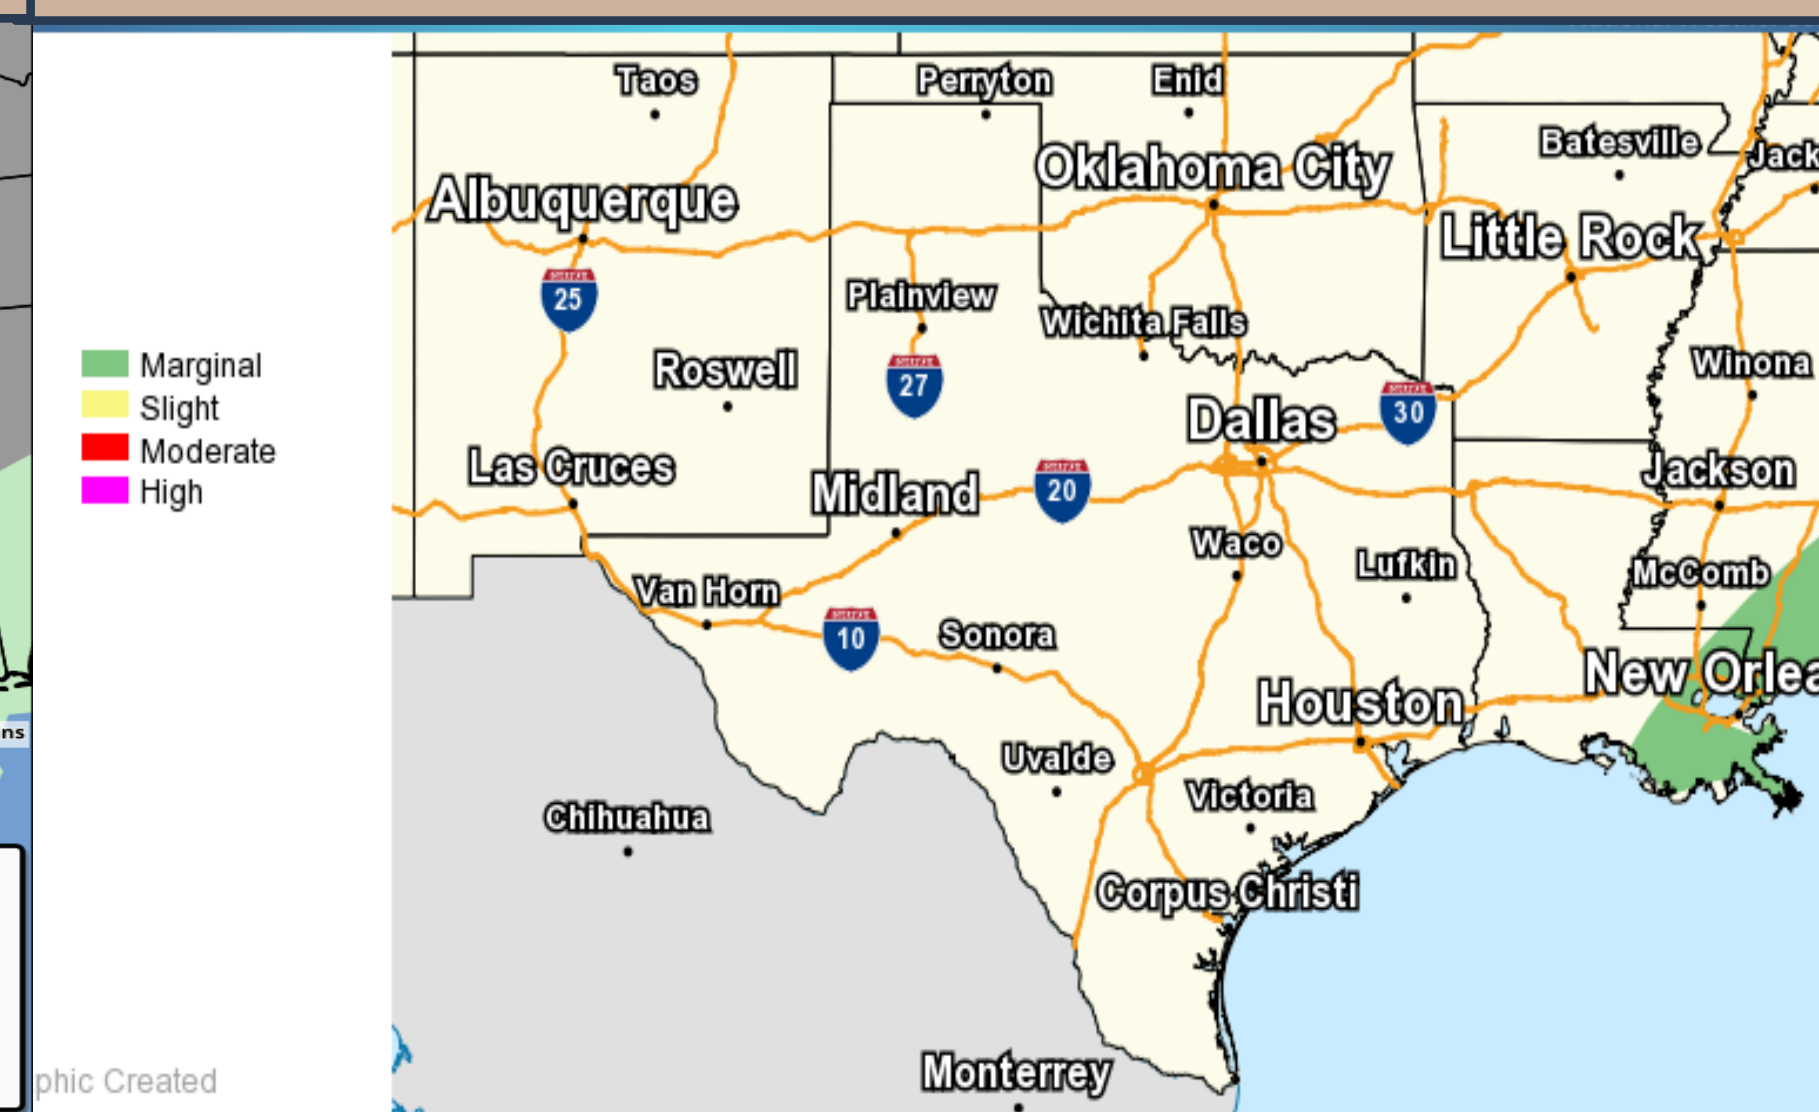 Marginal
Slight
Moderate
High
phic Created
ns
Taos
Perryton
Enid
Batesville
Jack
Oklahoma City
Albuquerque
Little Rock
25
Plainview
Wichita Falls
Roswell
27
Winona
Dallas
30
Las Cruces
Midland
20
Jackson
Waco
Lufkin
McComb
Van Horn
10
Sonora
New Orlea
Houston
Uvalde
Victoria
Chihuahua
Corpus Christi
Monterrey